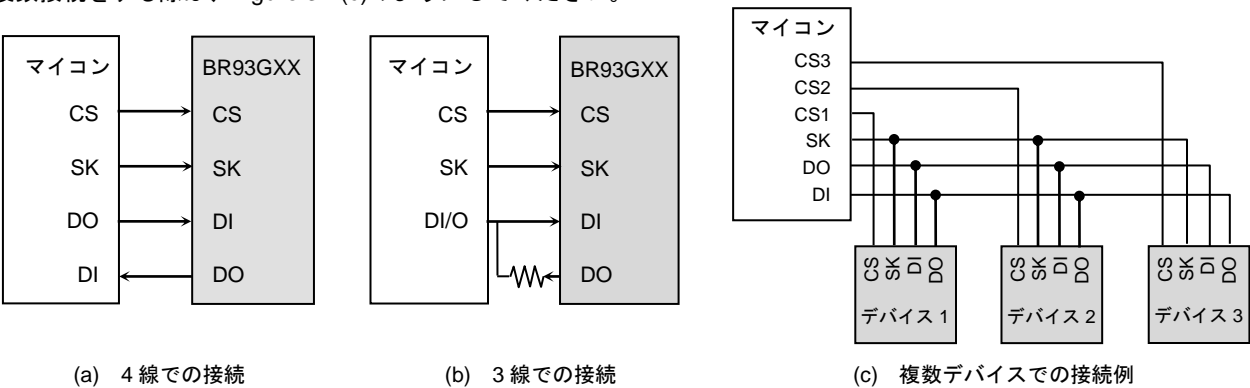 複数接続をする際は、 (c) のようにしてください。
マイコン
CS
SK
DO
DI
BR93GXX
CS
SK
DI
DO
(a) 4 線での接続
マイコン
CS
SK
DI/O
BR93GXX
CS
SK
DI
DO
(b) 3 線での接続
マイコン
CS3
CS2
CS1
SK
DO
DI
CS
SK
DI
DO
デバイス 1
CS
SK
DI
DO
デバイス 2
CS
SK
DI
DO
デバイス 3
(c) 複数デバイスでの接続例